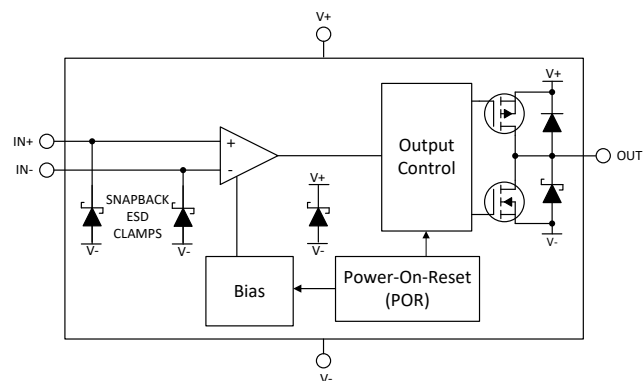 V+
V+
IN+
IN-
+
-
Output
Control
OUT
V+
SNAPBACK
ESD
CLAMPS
V-
V-
V-
V-
Bias
Power-On-Reset
(POR)
V-